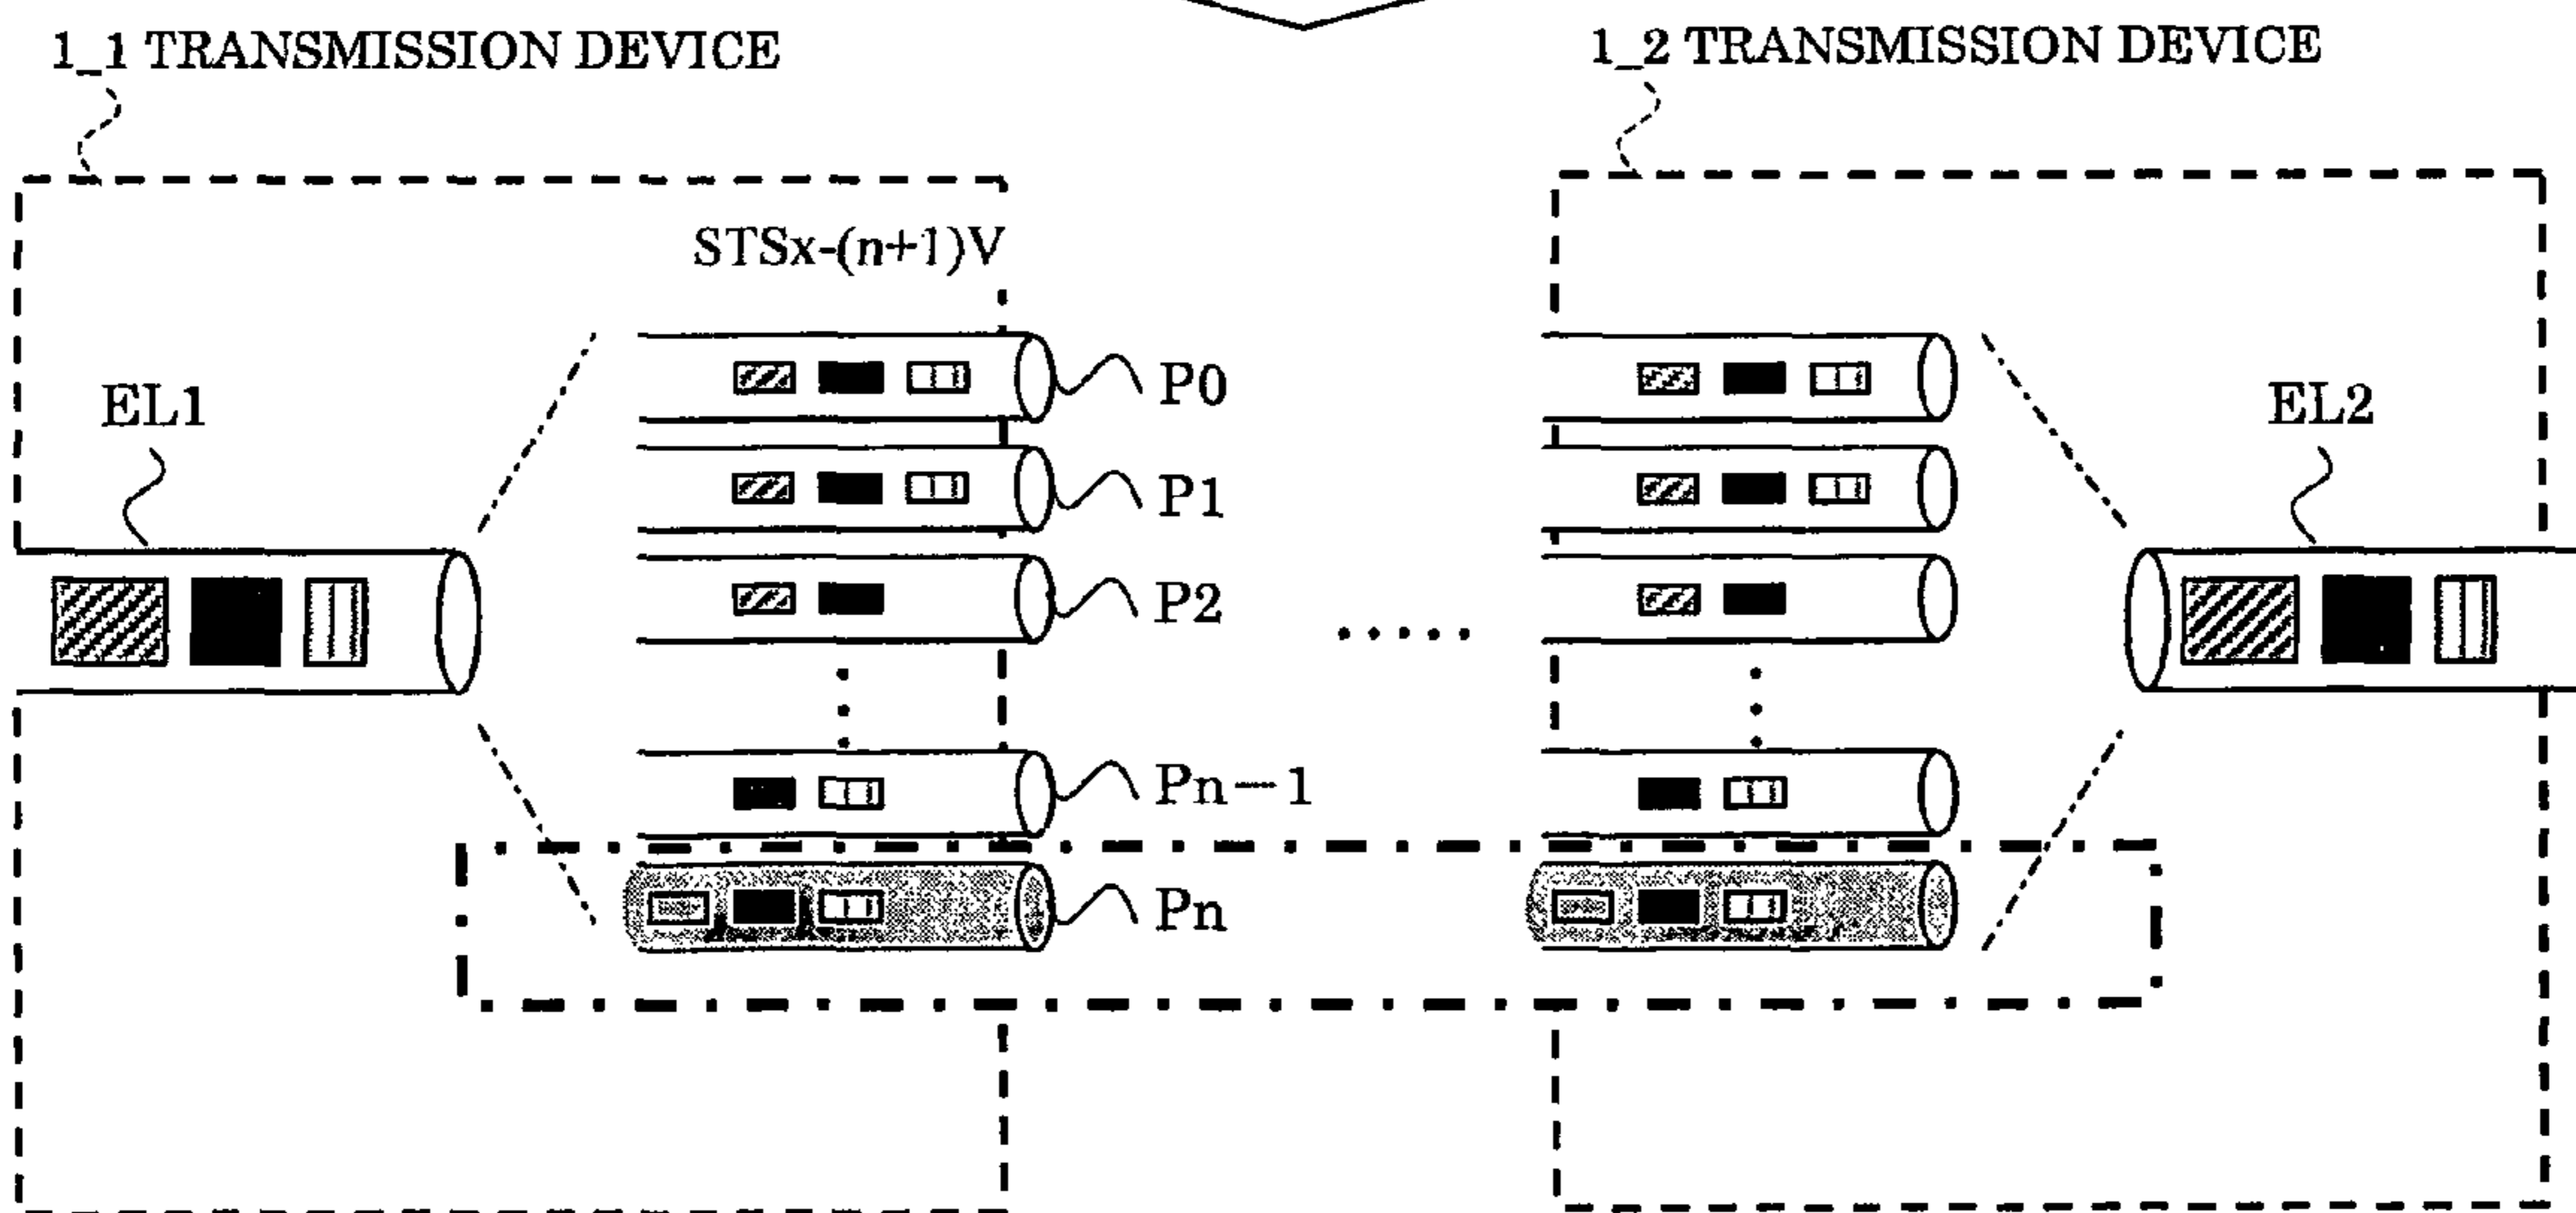 1_1 TRANSMISSION DEVICE
1_2 TRANSMISSION DEVICE
STSx-(n+1)V
EL1
P0
P1
P2
Pn-1
Pn
EL2